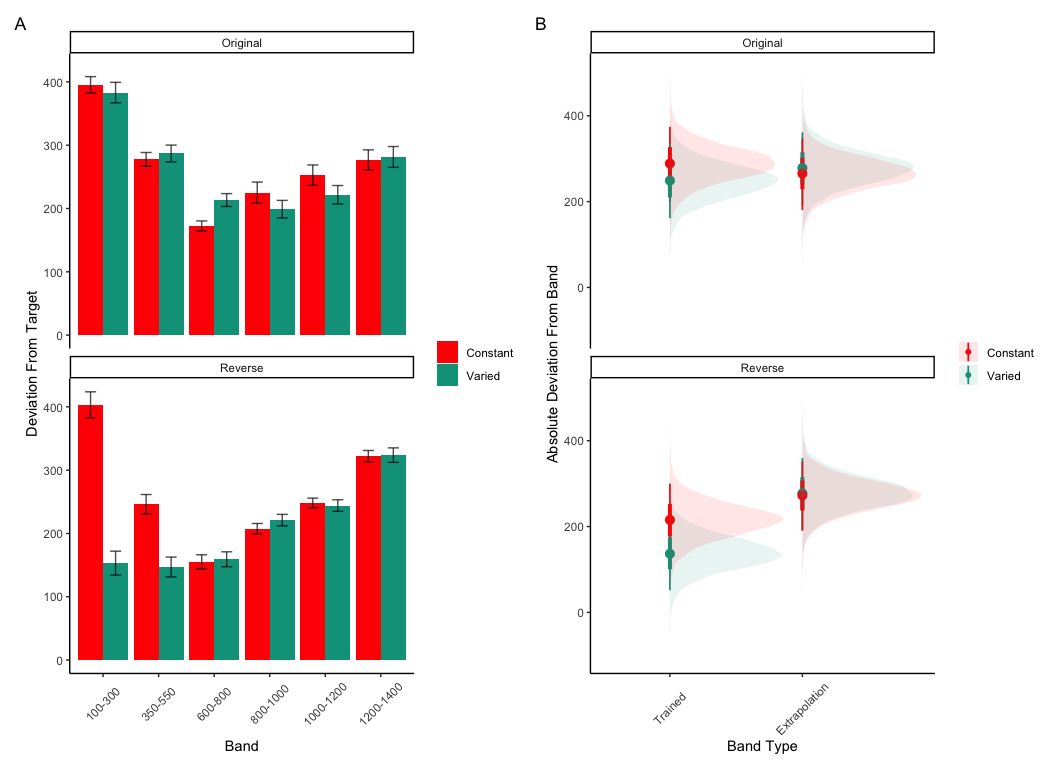 A
Original
400
300
200
100
0
Reverse
400
300
200
100
0
Deviation From Target
100-300
350-550
600-800
800-1000
1000-1200
1200-1400
Band
Constant
Varied
B
Original
400
200
0
Reverse
400
200
0
Absolute Deviation From Band
Trained
Extrapolation
Band Type
Constant
Varied